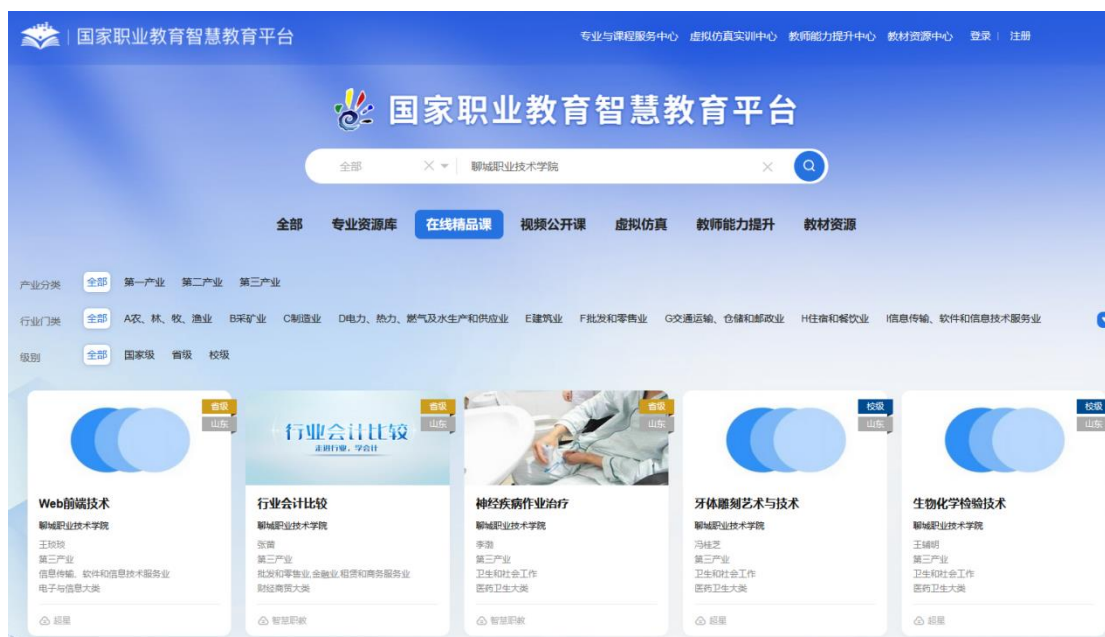 国家职业教育智慧教育平台
专业与课程服务中心 虚拟仿真实训中心 教师能力提升中心 教材资源中心 登录 | 注册
国家职业教育智慧教育平台
全部 聊城职业技术学院
全部 专业资源库 在线精品课 视频公开课 虚拟仿真 教师能力提升 教材资源
产业分类 全部 第一产业 第二产业 第三产业
行业门类 全部 A农、林、牧、渔业 B采矿业 C制造业 D电力、热力、燃气及水生产和供应业 E建筑业 F批发和零售业 G交通运输、仓储和邮政业 H住宿和餐饮业 I信息传输、软件和信息技术服务业
级别 全部 国家级 省级 校级
省级
山东
Web前端技术
聊城职业技术学院
第三产业
信息传输、软件和信息技术服务业
电子与信息大类
超星
省级
山东
行业会计比较
走进行业，学会计
行业会计比较
聊城职业技术学院
张蕾
第三产业
批发和零售业,金融业,租赁和商务服务业
财经商贸大类
智慧职教
省级
山东
神经疾病作业治疗
聊城职业技术学院
李渤
第三产业
卫生和社会工作
医药卫生大类
智慧职教
校级
山东
牙体雕刻艺术与技术
聊城职业技术学院
冯桂芝
第三产业
卫生和社会工作
医药卫生大类
超星
校级
山东
生物化学检验技术
聊城职业技术学院
第三产业
卫生和社会工作
医药卫生大类
超星